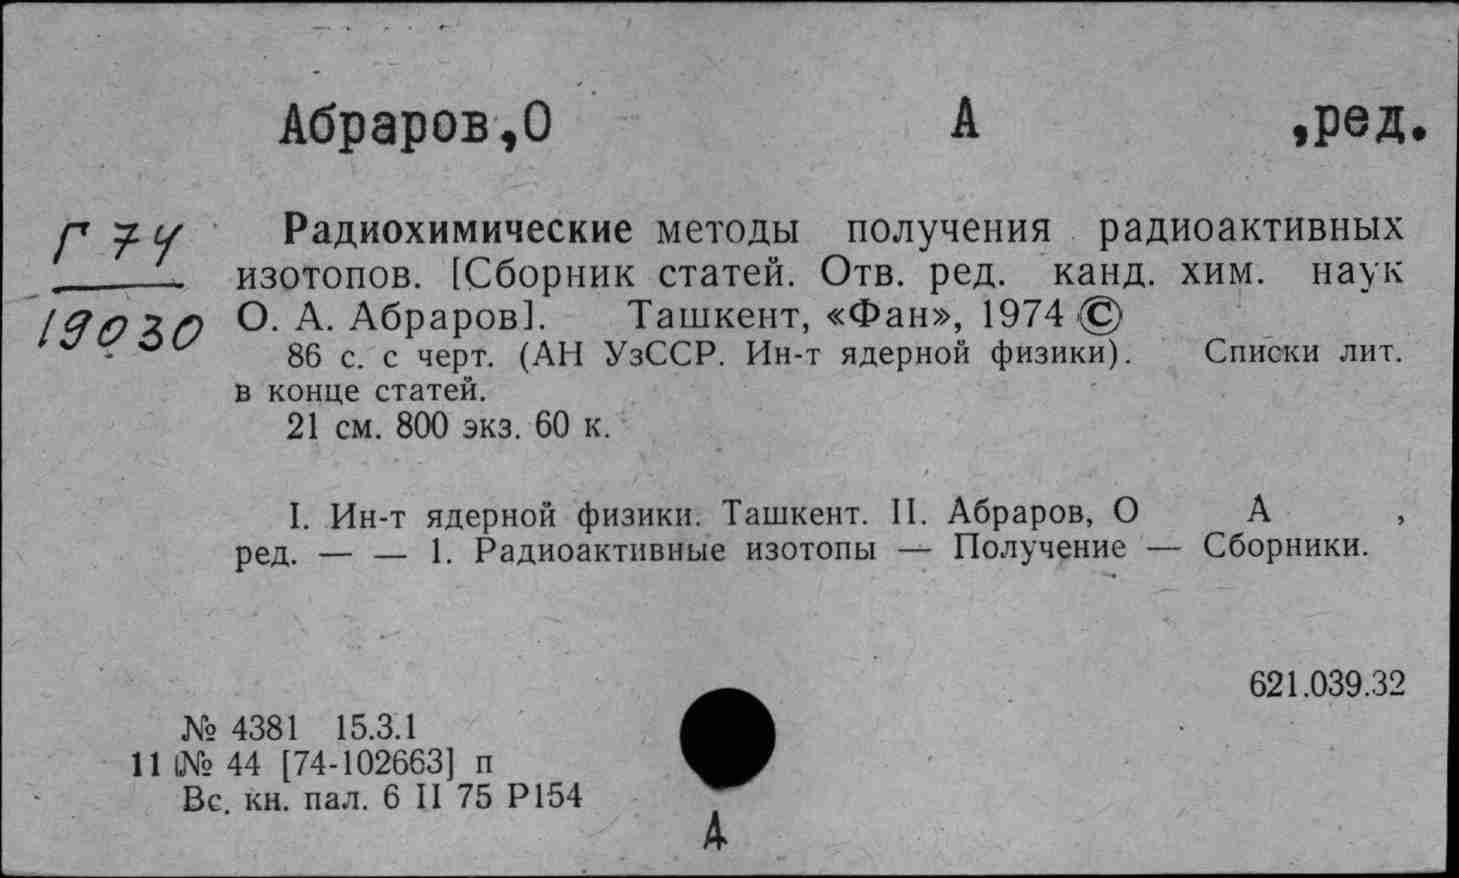 Абраров,О А ,ред.
Г 74
19030
Радиохимические методы получения радиоактивных
изотопов. [Сборник статей. Отв. ред. канд. хим. наук
О. А. Абраров]. Ташкент, «Фан», 1974 ©
86 с. с черт. (АН УзССР. Ин-т ядерной физики). Списки лит.
в конце статей.
21 см. 800 экз. 60 к.
I. Ин-т ядерной физики. Ташкент. II. Абраров, О А ,
ред. — — 1. Радиоактивные изотопы — Получение — Сборники.
621.039.32
№ 4381 15.3.1
11 № 44 [74-102663] п
Вс. кн. пал. 6 II 75 Р154
А